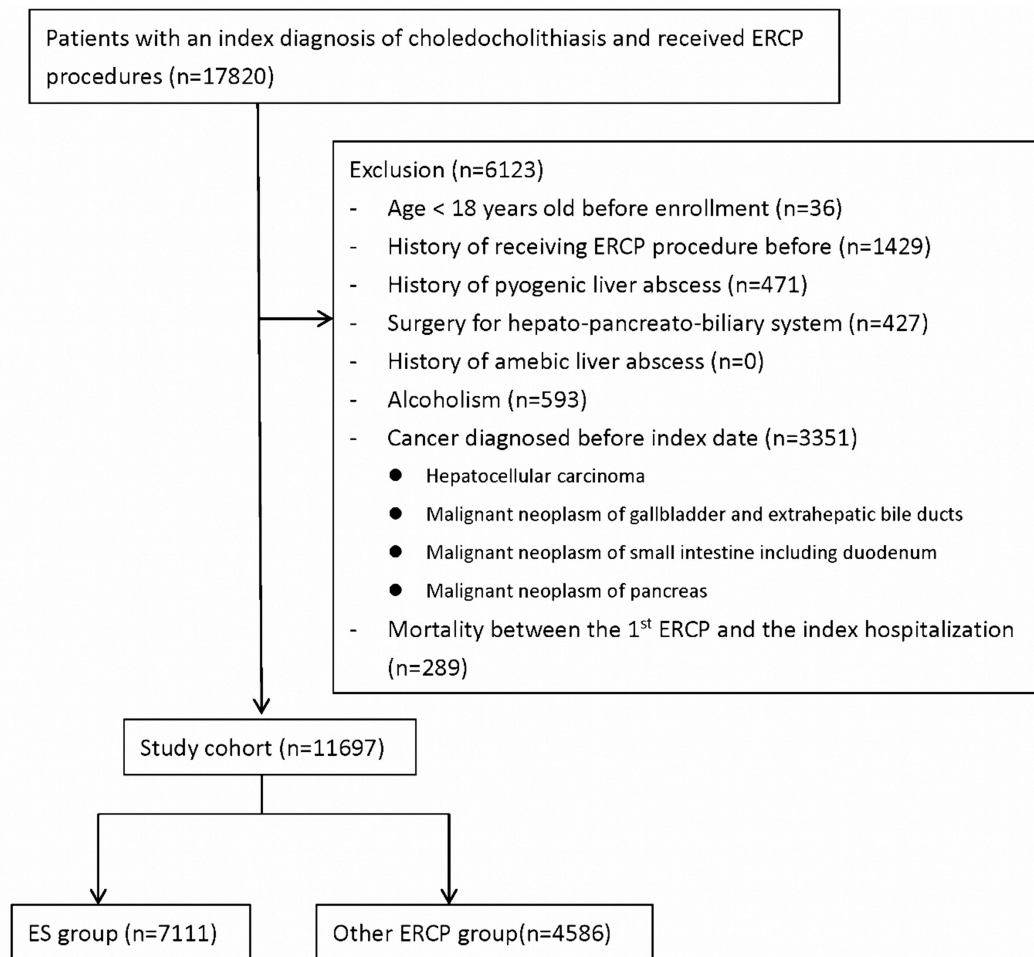 Patients with an index diagnosis of choledocholithiasis and received ERCP
procedures (n=17820)
Exclusion (n=6123)
- Age < 18 years old before enrollment (n=36)
- History of receiving ERCP procedure before (n=1429)
- History of pyogenic liver abscess (n=471)
- Surgery for hepato-pancreato-biliary system (n=427)
- History of amebic liver abscess (n=0)
- Alcoholism (n=593)
- Cancer diagnosed before index date (n=3351)
● Hepatocellular carcinoma
● Malignant neoplasm of gallbladder and extrahepatic bile ducts
● Malignant neoplasm of small intestine including duodenum
● Malignant neoplasm of pancreas
- Mortality between the 1st ERCP and the index hospitalization
(n=289)
Study cohort (n=11697)
ES group (n=7111)
Other ERCP group(n=4586)